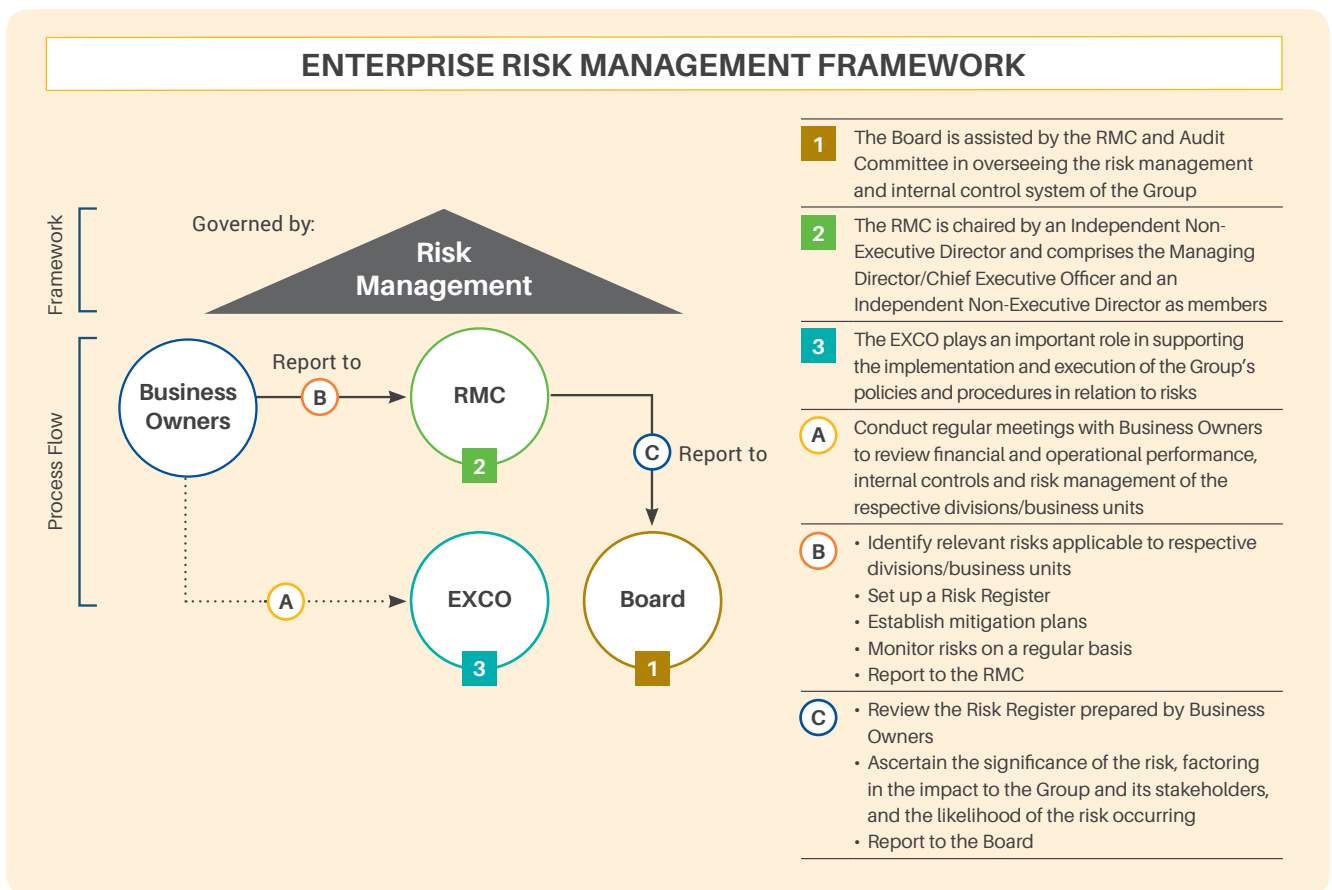 ENTERPRISE RISK MANAGEMENT FRAMEWORK
Framework
Governed by:
Risk
Management
Process Flow
Business
Owners
Report to
B
RMC
2
C
Report to
A
EXCO
3
Board
1
1
The Board is assisted by the RMC and Audit
Committee in overseeing the risk management
and internal control system of the Group
2
The RMC is chaired by an Independent Non-
Executive Director and comprises the Managing
Director/Chief Executive Officer and an
Independent Non-Executive Director as members
3
The EXCO plays an important role in supporting
the implementation and execution of the Group’s
policies and procedures in relation to risks
A
Conduct regular meetings with Business Owners
to review financial and operational performance,
internal controls and risk management of the
respective divisions/business units
B
• Identify relevant risks applicable to respective
divisions/business units
• Set up a Risk Register
• Establish mitigation plans
• Monitor risks on a regular basis
• Report to the RMC
C
• Review the Risk Register prepared by Business
Owners
• Ascertain the significance of the risk, factoring
in the impact to the Group and its stakeholders,
and the likelihood of the risk occurring
• Report to the Board